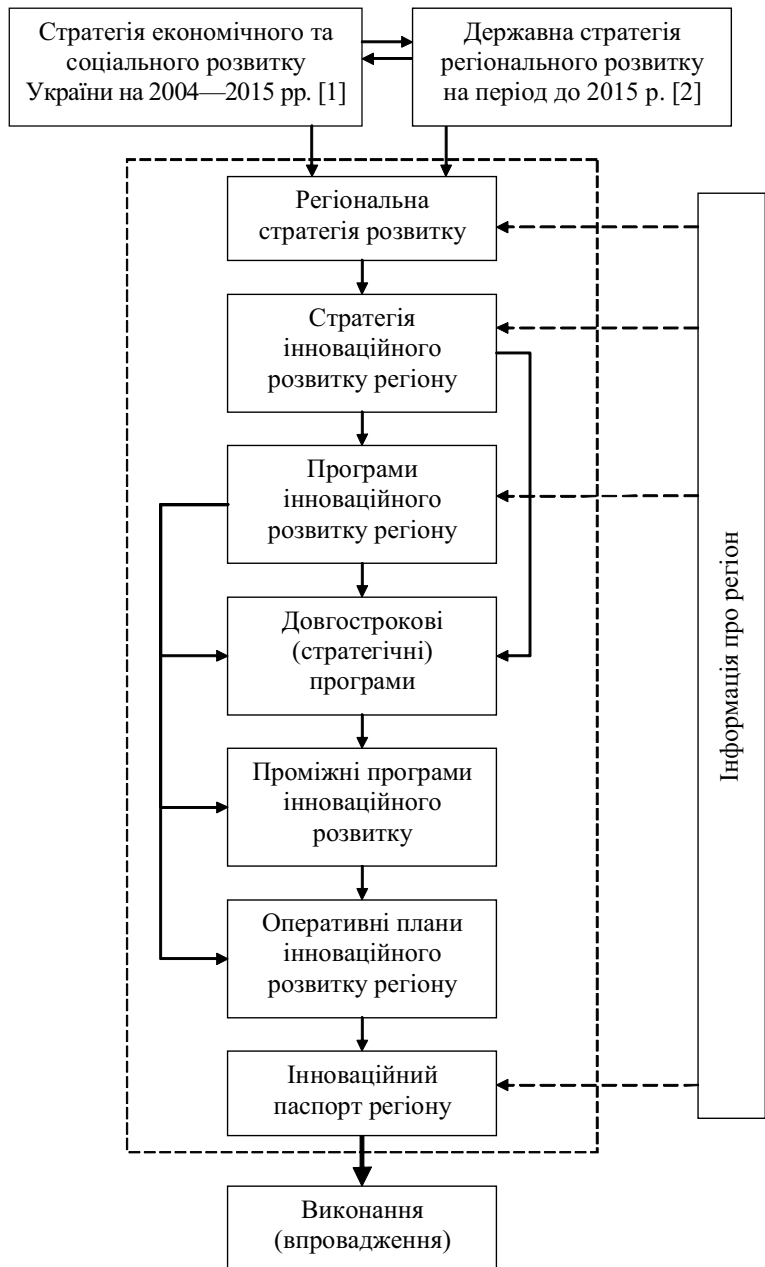 Стратегія економічного та
соціального розвитку
України на 2004—2015 рр. [1]
Державна стратегія
регіонального розвитку
на період до 2015 р. [2]
Регіональна
стратегія розвитку
Стратегія
інноваційного
розвитку регіону
Програми
інноваційного
розвитку регіону
Довгострокові
(стратегічні)
програми
Проміжні програми
інноваційного
розвитку
Оперативні плани
інноваційного
розвитку регіону
Інноваційний
паспорт регіону
Виконання
(впровадження)
Інформація про регіон